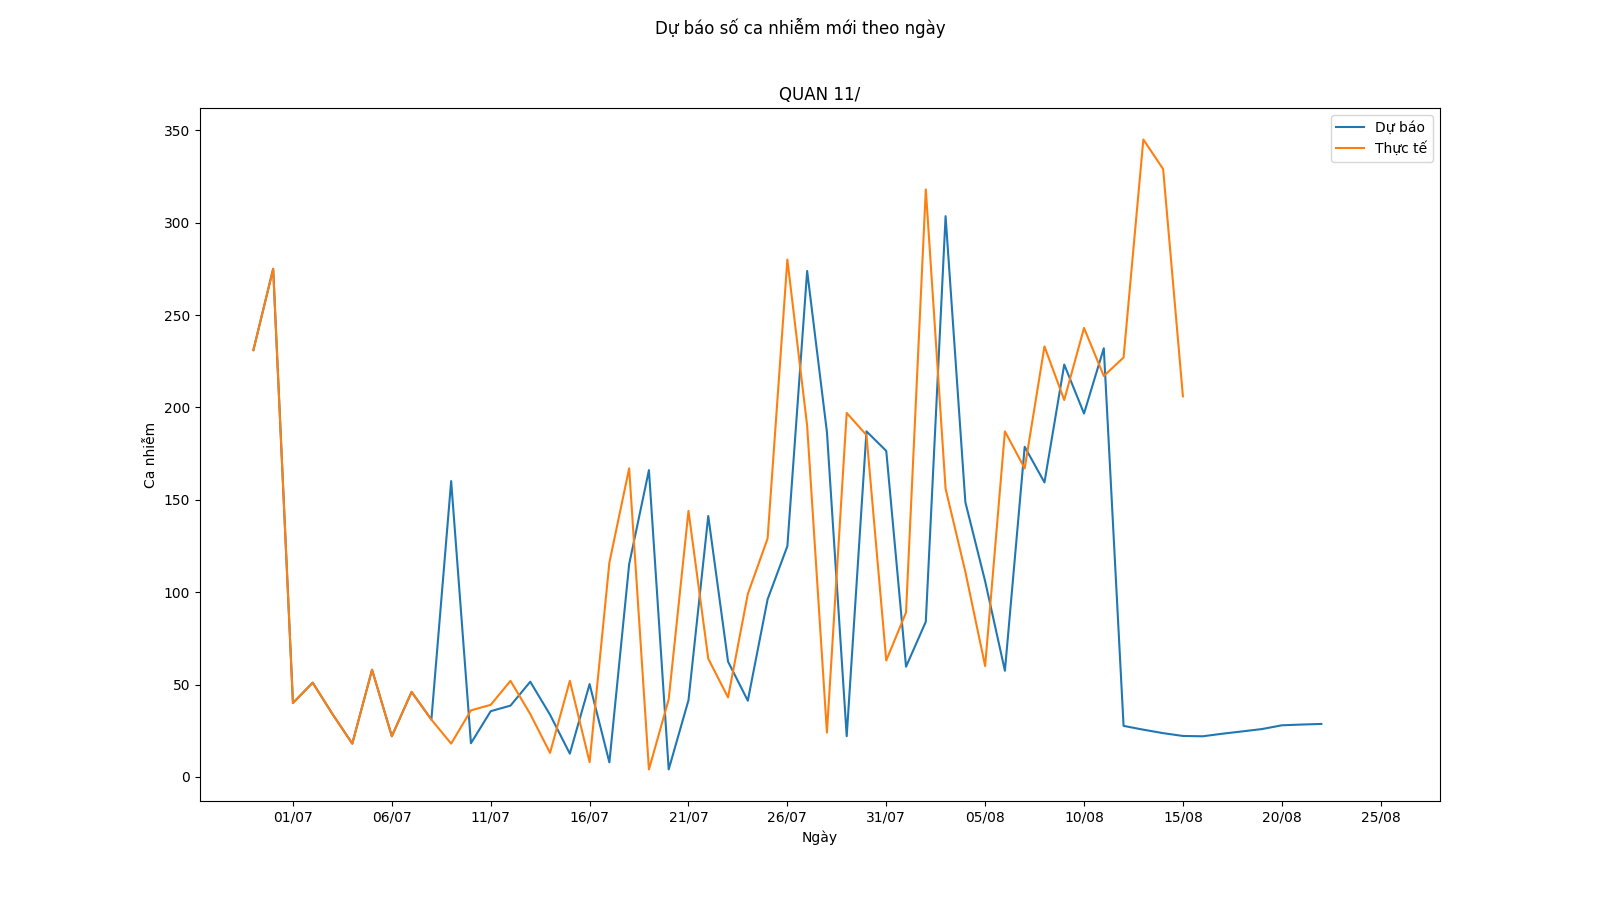 Dự báo số ca nhiễm mới theo ngày
QUAN 11/
Dự báo
Thực tế
350
300
250
200
150
100
50
0
Ca nhiễm
01/07 06/07 11/07 16/07 21/07 26/07 31/07 05/08 10/08 15/08 20/08 25/08
Ngày